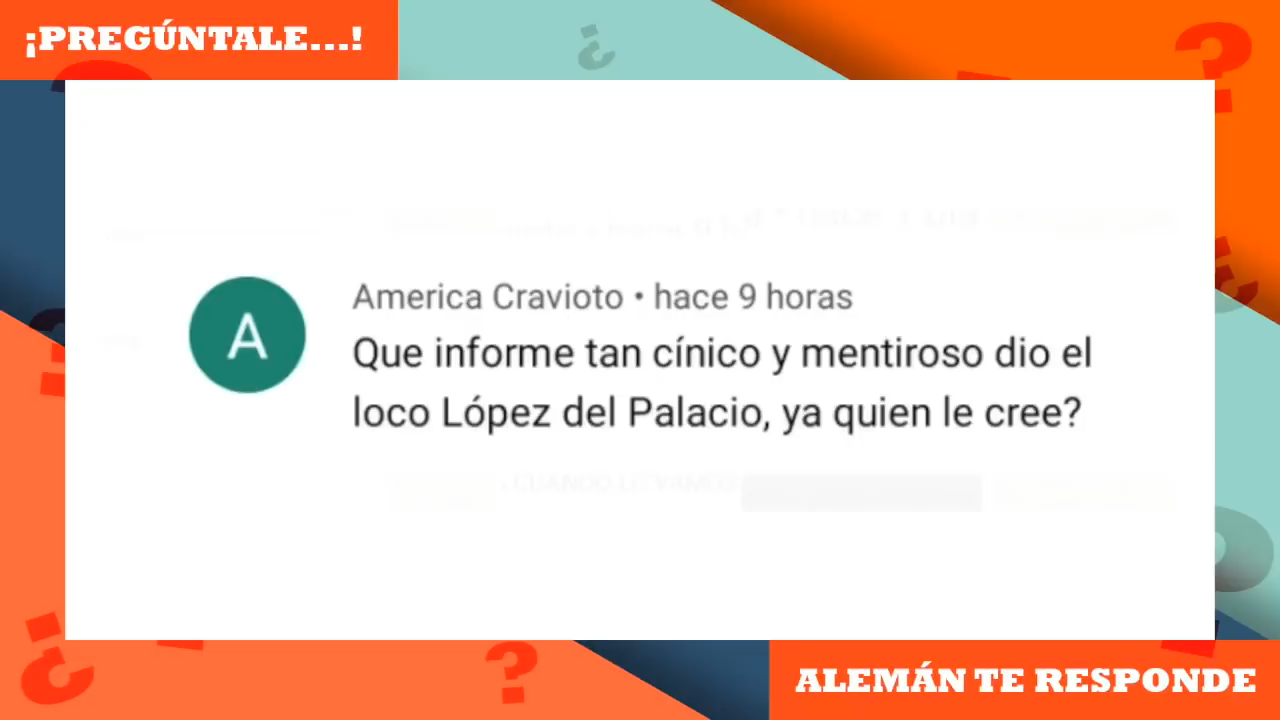 ¡PREGÚNTALE...!
America Cravioto • hace 9 horas
A
Que informe tan cínico y mentiroso dio el
loco López del Palacio, ya quien le cree?
ALEMÁN TE RESPONDE